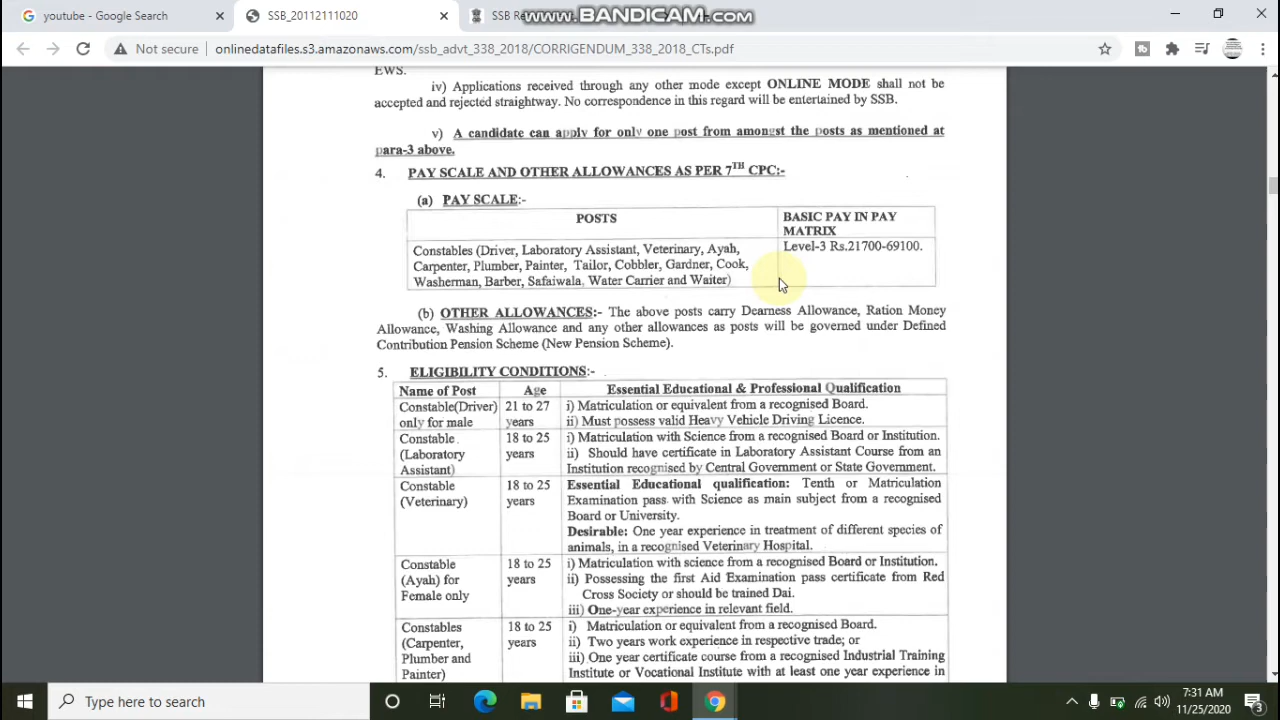 youtube - Google Search
SSB_20112111020
SSB Re
www.BANDICAM.com
Not secure
onlinedatafiles.s3.amazonaws.com/ssb_advt_338_2018/CORRIGENDUM_338_2018_CTs.pdf
EWS.
iv) Applications received through any other mode except ONLINE MODE shall not be
accepted and rejected straightway. No correspondence in this regard will be entertained by SSB.
v) A candidate can apply for only one post from amongst the posts as mentioned at
para-3 above.
4. PAY SCALE AND OTHER ALLOWANCES AS PER 7TH CPC:-
(a) PAY SCALE:-
POSTS
BASIC PAY IN PAY
MATRIX
Constables (Driver, Laboratory Assistant, Veterinary, Ayah,
Carpenter, Plumber, Painter, Tailor, Cobbler, Gardner, Cook,
Washerman, Barber, Safaiwala, Water Carrier and Waiter)
Level-3 Rs.21700-69100.
(b) OTHER ALLOWANCES:- The above posts carry Dearness Allowance, Ration Money
Allowance, Washing Allowance and any other allowances as posts will be governed under Defined
Contribution Pension Scheme (New Pension Scheme).
5. ELIGIBILITY CONDITIONS:-
Name of Post
Age
Essential Educational & Professional Qualification
Constable(Driver)
only for male
21 to 27
years
i) Matriculation or equivalent from a recognised Board.
ii) Must possess valid Heavy Vehicle Driving Licence.
Constable
(Laboratory
Assistant)
18 to 25
years
i) Matriculation with Science from a recognised Board or Institution.
ii) Should have certificate in Laboratory Assistant Course from an
Institution recognised by Central Government or State Government.
Constable
(Veterinary)
18 to 25
years
Essential Educational qualification: Tenth or Matriculation
Examination pass with Science as main subject from a recognised
Board or University.
Desirable: One year experience in treatment of different species of
animals, in a recognised Veterinary Hospital.
Constable
(Ayah) for
Female only
18 to 25
years
i) Matriculation with science from a recognised Board or Institution.
ii) Possessing the first Aid Examination pass certificate from Red
Cross Society or should be trained Dai.
iii) One-year experience in relevant field.
Constables
(Carpenter,
Plumber and
Painter)
18 to 25
years
i) Matriculation or equivalent from a recognised Board.
ii) Two years work experience in respective trade; or
iii) One year certificate course from a recognised Industrial Training
Institute or Vocational Institute with at least one year experience in
Type here to search
7:31 AM
11/25/2020
3